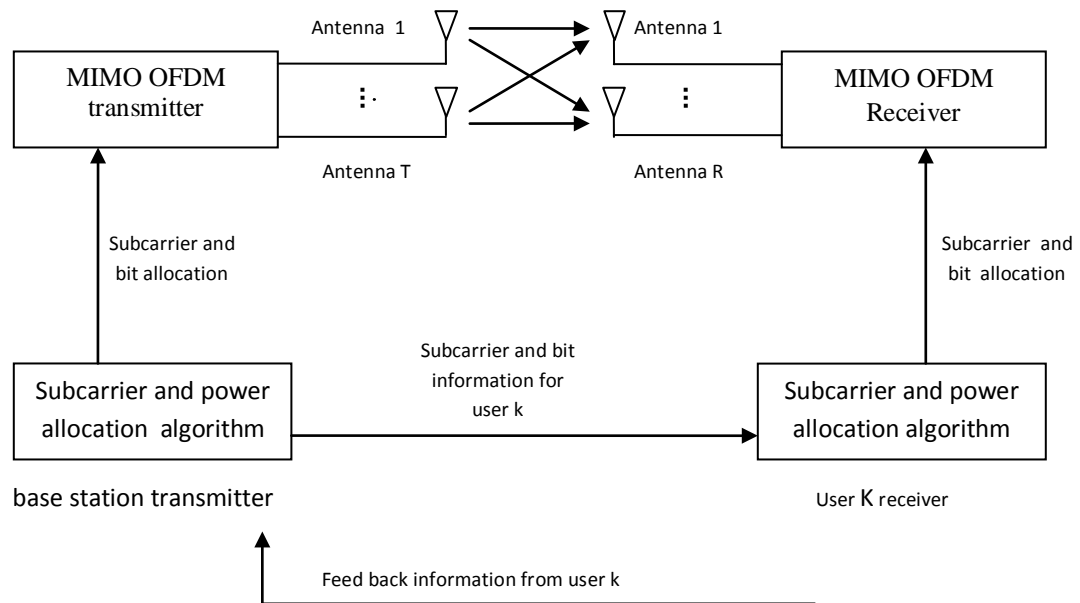 Antenna 1
Antenna 1
MIMO OFDM
transmitter
MIMO OFDM
Receiver
Antenna T
Antenna R
Subcarrier and
bit allocation
Subcarrier and
bit allocation
Subcarrier and bit
information for
user k
Subcarrier and power
allocation algorithm
Subcarrier and power
allocation algorithm
base station transmitter
User K receiver
Feed back information from user k